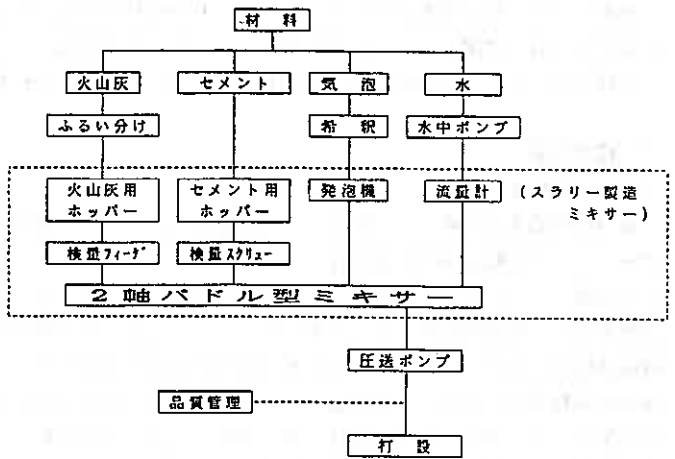 材料
火山灰 セメント 気泡 水
ふるい分け 希釈 水中ポンプ
火山灰用 セメント用 発泡機 流量計 (スラリー製造
ホッパー ホッパー ミキサー)
検量フィーダ 検量スクリュー
2軸パドル型ミキサー
圧送ポンプ
品質管理
打設